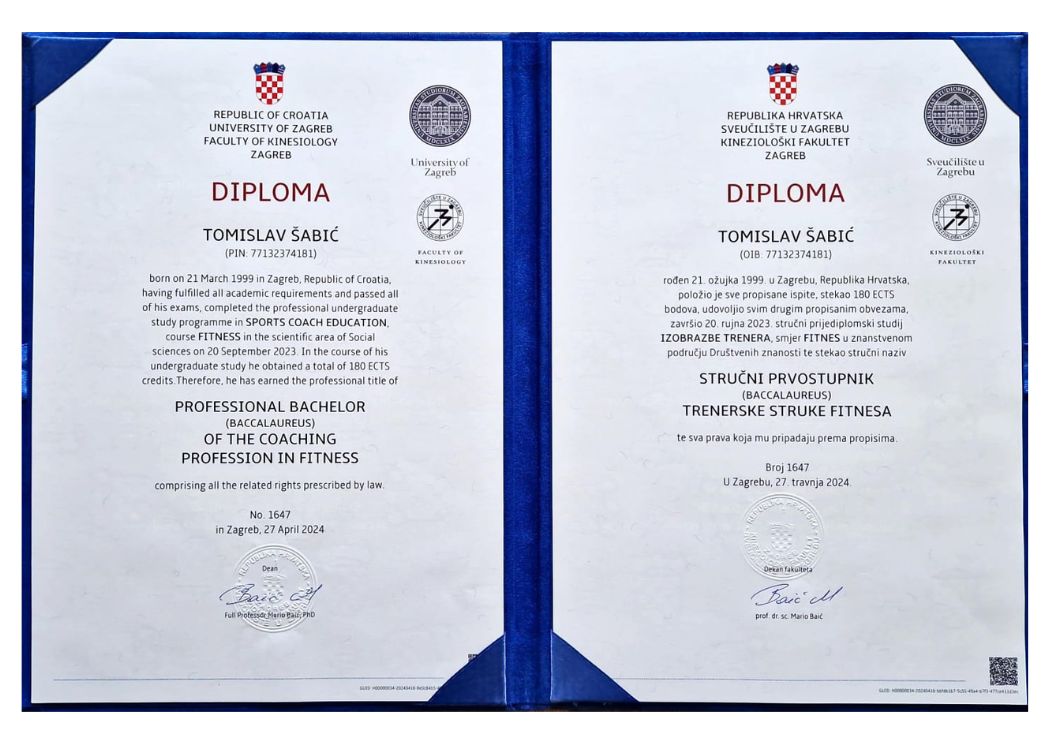 REPUBLIC OF CROATIA
UNIVERSITY OF ZAGREB
FACULTY OF KINESIOLOGY
ZAGREB
University of
Zagreb
DIPLOMA
FACULTY OF
KINESIOLOGY
TOMISLAV ŠABIĆ
(PIN: 77132374181)
born on 21 March 1999 in Zagreb, Republic of Croatia,
having fulfilled all academic requirements and passed all
of his exams, completed the professional undergraduate
study programme in SPORTS COACH EDUCATION,
course FITNESS in the scientific area of Social
sciences on 20 September 2023. In the course of his
undergraduate study he obtained a total of 180 ECTS
credits.Therefore, he has earned the professional title of
PROFESSIONAL BACHELOR
(BACCALAUREUS)
OF THE COACHING
PROFESSION IN FITNESS
comprising all the related rights prescribed by law.
No. 1647
in Zagreb, 27 April 2024
REPUBLIKA HRVATSKA
Dean
Baić M
Full Professor Mario Baić, PhD
REPUBLIKA HRVATSKA
SVEUČILIŠTE U ZAGREBU
KINEZIOLOŠKI FAKULTET
ZAGREB
Sveučilište u
Zagrebu
DIPLOMA
KINEZIOLOŠKI
FAKULTET
TOMISLAV ŠABIĆ
(OIB: 77132374181)
rođen 21. ožujka 1999. u Zagrebu, Republika Hrvatska,
položio je sve propisane ispite, stekao 180 ECTS
bodova, udovoljio svim drugim propisanim obvezama,
završio 20. rujna 2023. stručni prijediplomski studij
IZOBRAZBE TRENERA, smjer FITNES u znanstvenom
području Društvenih znanosti te stekao stručni naziv
STRUČNI PRVOSTUPNIK
(BACCALAUREUS)
TRENERSKE STRUKE FITNESA
te sva prava koja mu pripadaju prema propisima.
Broj 1647
U Zagrebu, 27. travnja 2024.
REPUBLIKA HRVATSKA
Dekan fakulteta
Baić M
prof. dr. sc. Mario Baić